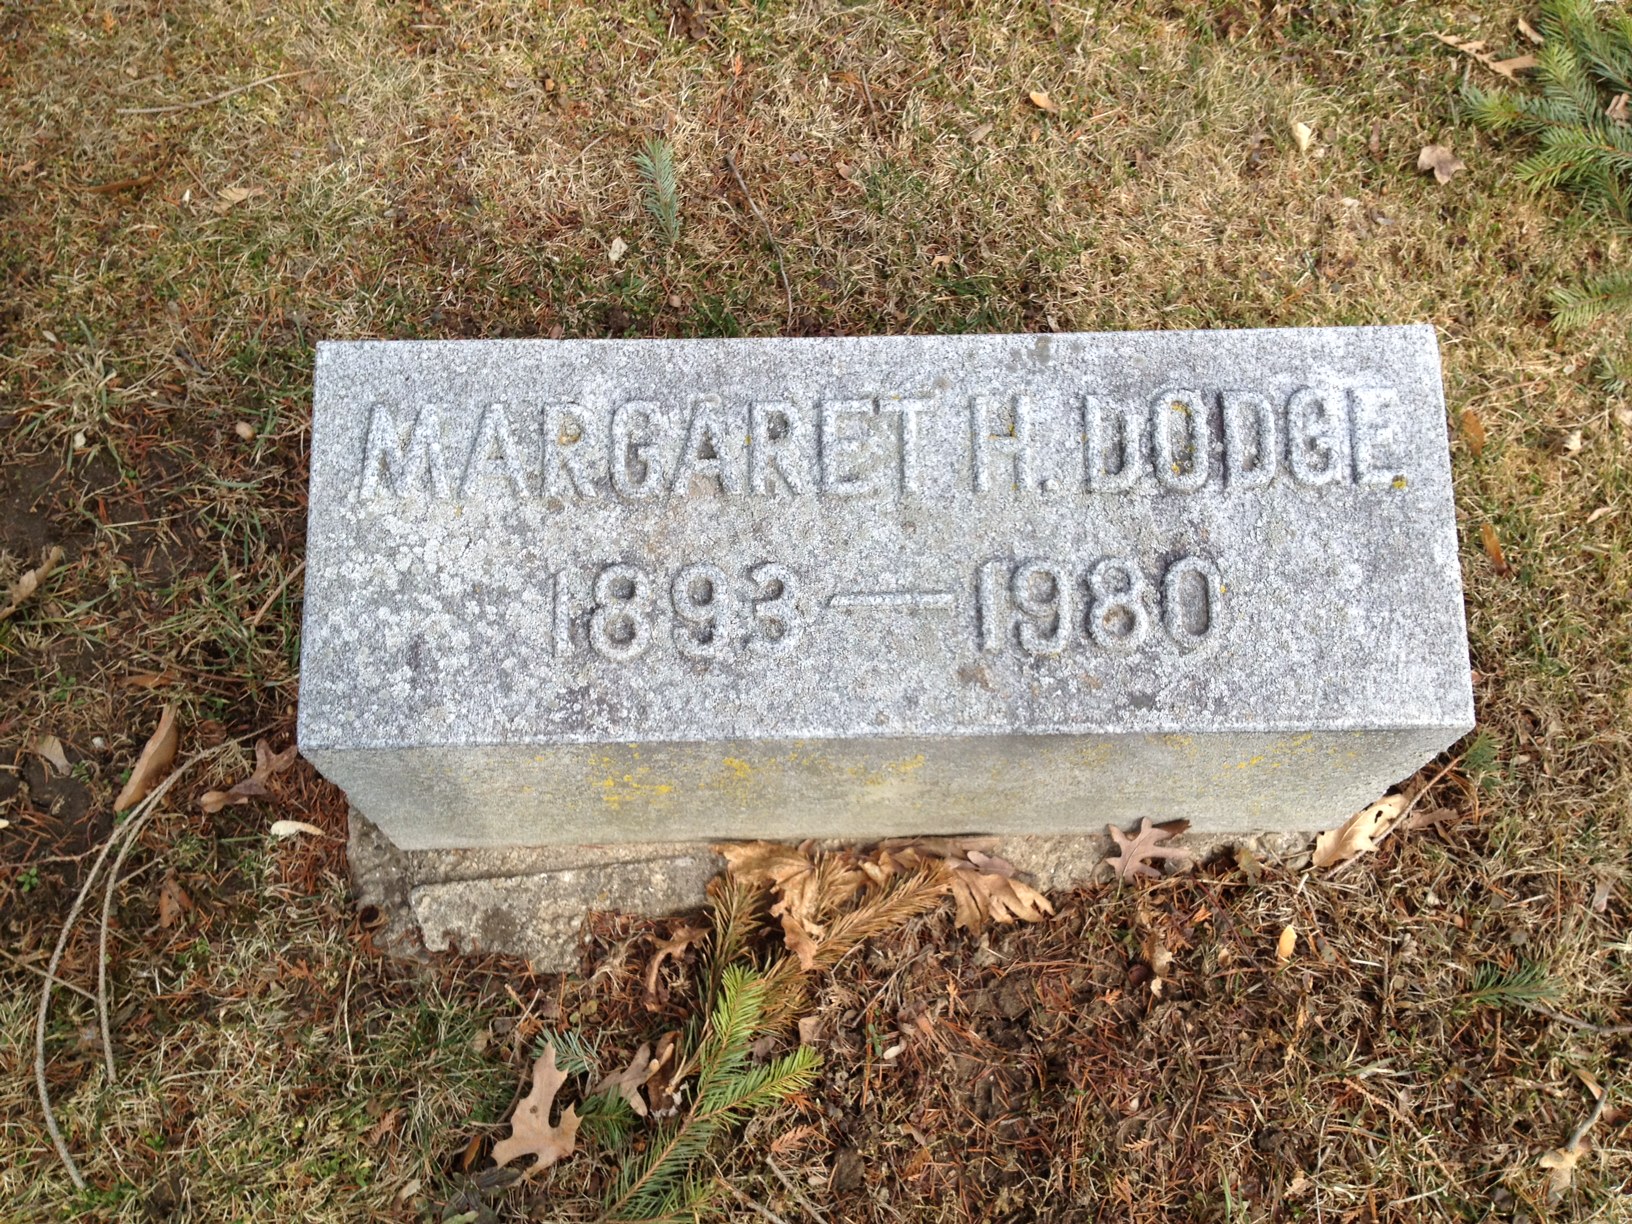 MARGARET H. DODGE
1893 — 1980